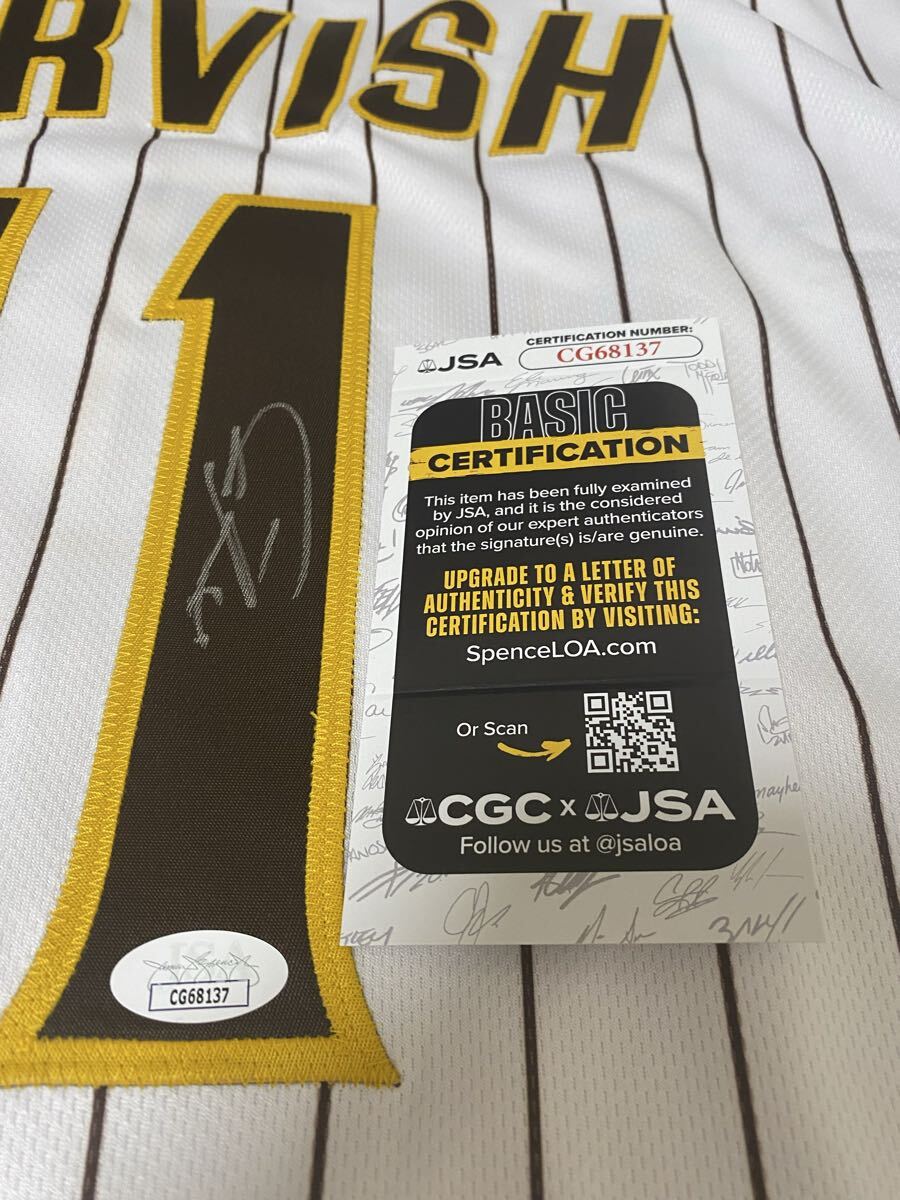 RVISH
1
JSA
CERTIFICATION NUMBER:
CG68137
BASIC
CERTIFICATION
This item has been fully examined
by JSA, and it is the considered
opinion of our expert authenticators
that the signature(s) is/are genuine.
UPGRADE TO A LETTER OF
AUTHENTICITY & VERIFY THIS
CERTIFICATION BY VISITING:
SpenceLOA.com
Or Scan
CGC x JSA
Follow us at @jsaloa
JSA
CG68137